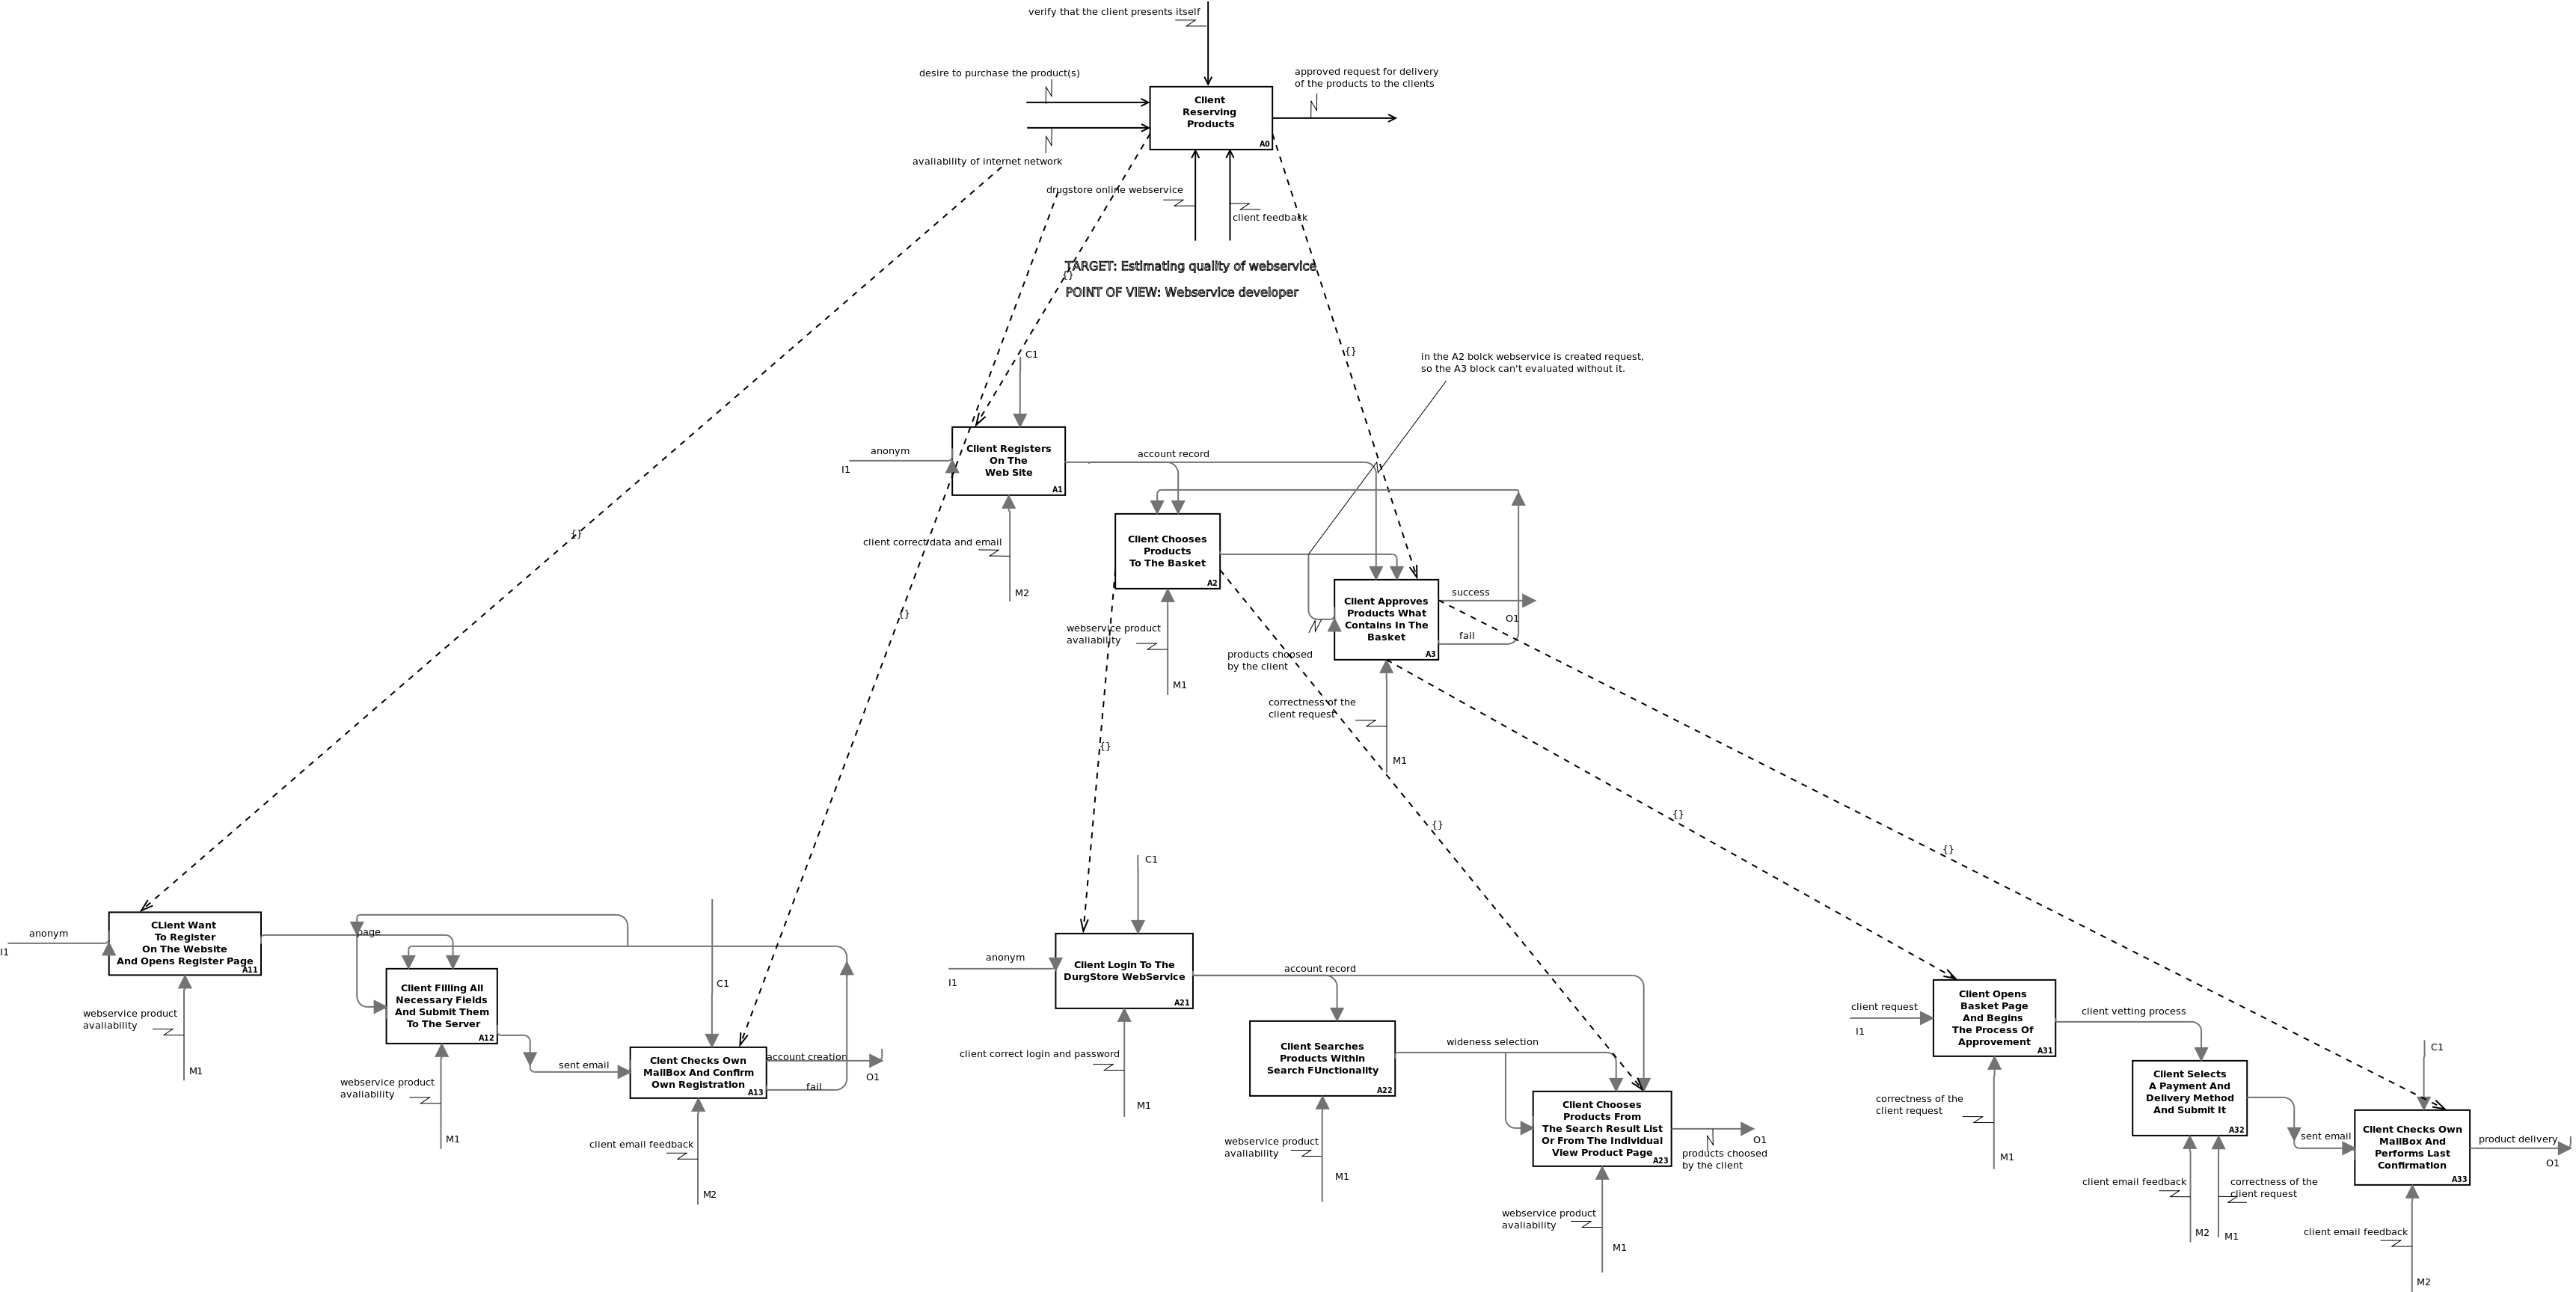 verify that the client presents itself
desire to purchase the product(s)
approved request for delivery
of the products to the clients
Client
Reserving
Products
A0
avaliability of internet network
drugstore online webservice
client feedback
TARGET: Estimating quality of webservice
{}
POINT OF VIEW: Webservice developer
{}
C1
in the A2 bolck webservice is created request,
so the A3 block can't evaluated without it.
anonym
I1
Client Registers
On The
Web Site
A1
account record
client correct data and email
M2
{}
{}
Client Chooses
Products
To The Basket
A2
webservice product
avaliability
M1
Client Approves
Products What
Contains In The
Basket
A3
success
O1
fail
products choosed
by the client
correctness of the
client request
M1
{}
{}
{}
{}
anonym
I1
CLient Want
To Register
On The Website
And Opens Register Page
A11
page
webservice product
avaliability
M1
Client Filling All
Necessary Fields
And Submit Them
To The Server
A12
webservice product
avaliability
M1
sent email
C1
Client Checks Own
MailBox And Confirm
Own Registration
A13
account creation
O1
fail
client email feedback
M2
C1
anonym
I1
Client Login To The
DurgStore WebService
A21
account record
client correct login and password
M1
Client Searches
Products Within
Search FUnctionality
A22
wideness selection
webservice product
avaliability
M1
Client Chooses
Products From
The Search Result List
Or From The Individual
View Product Page
A23
O1
products choosed
by the client
webservice product
avaliability
M1
client request
I1
Client Opens
Basket Page
And Begins
The Process Of
Approvement
A31
client vetting process
correctness of the
client request
M1
Client Selects
A Payment And
Delivery Method
And Submit It
A32
client email feedback
M2
correctness of the
client request
M1
sent email
C1
Client Checks Own
MailBox And
Performs Last
Confirmation
A33
product delivery
O1
client email feedback
M2